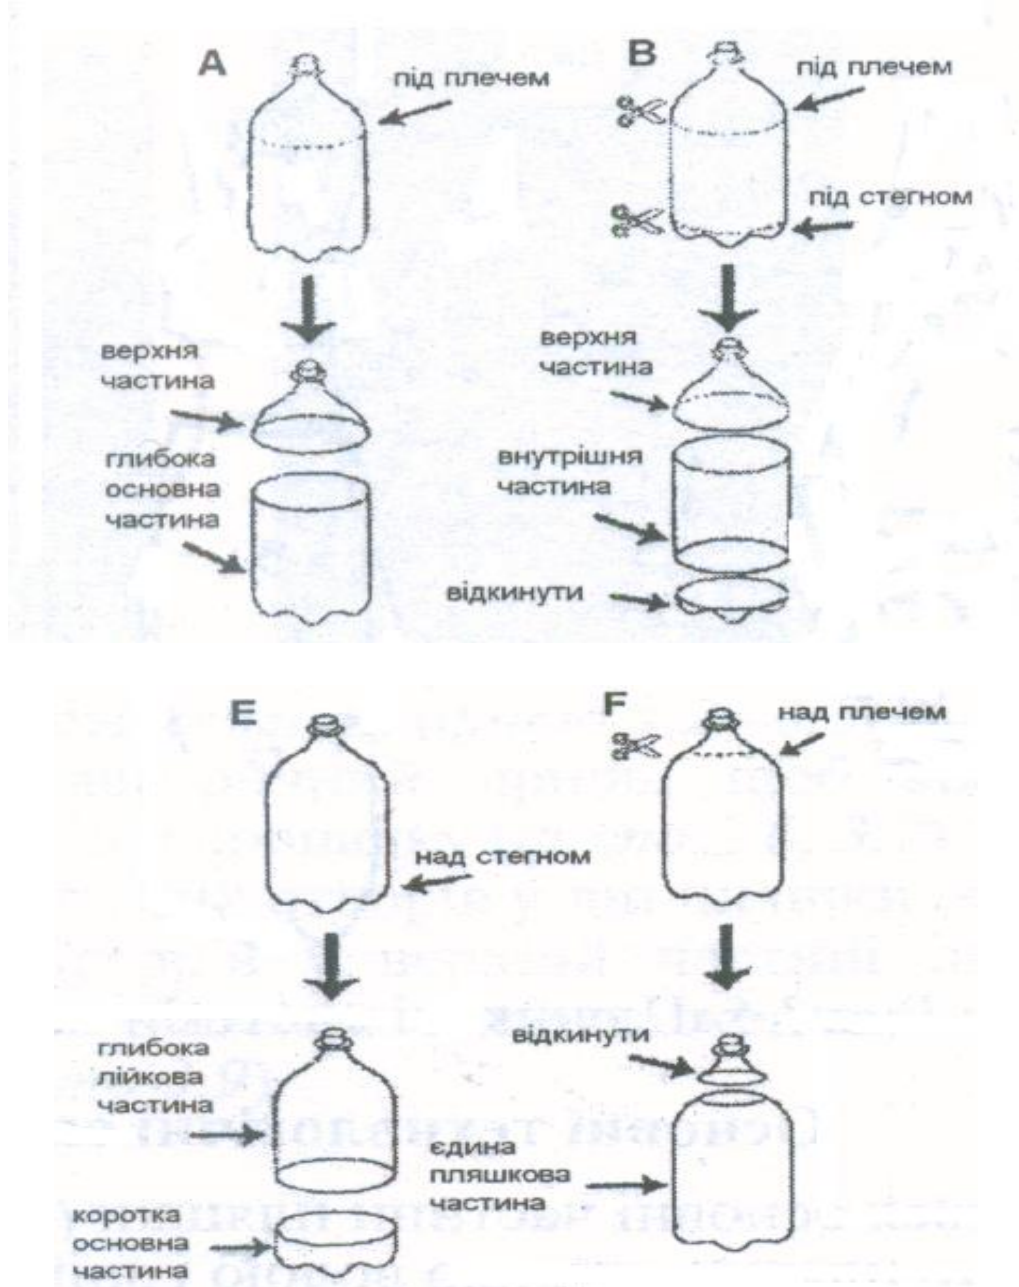 A
під плечем
верхня
частина
глибока
основна
частина
B
під плечем
під стегном
верхня
частина
внутрішня
частина
відкинути
E
над стегном
глибока
лійкова
частина
коротка
основна
частина
F
над плечем
відкинути
єдина
пляшкова
частина